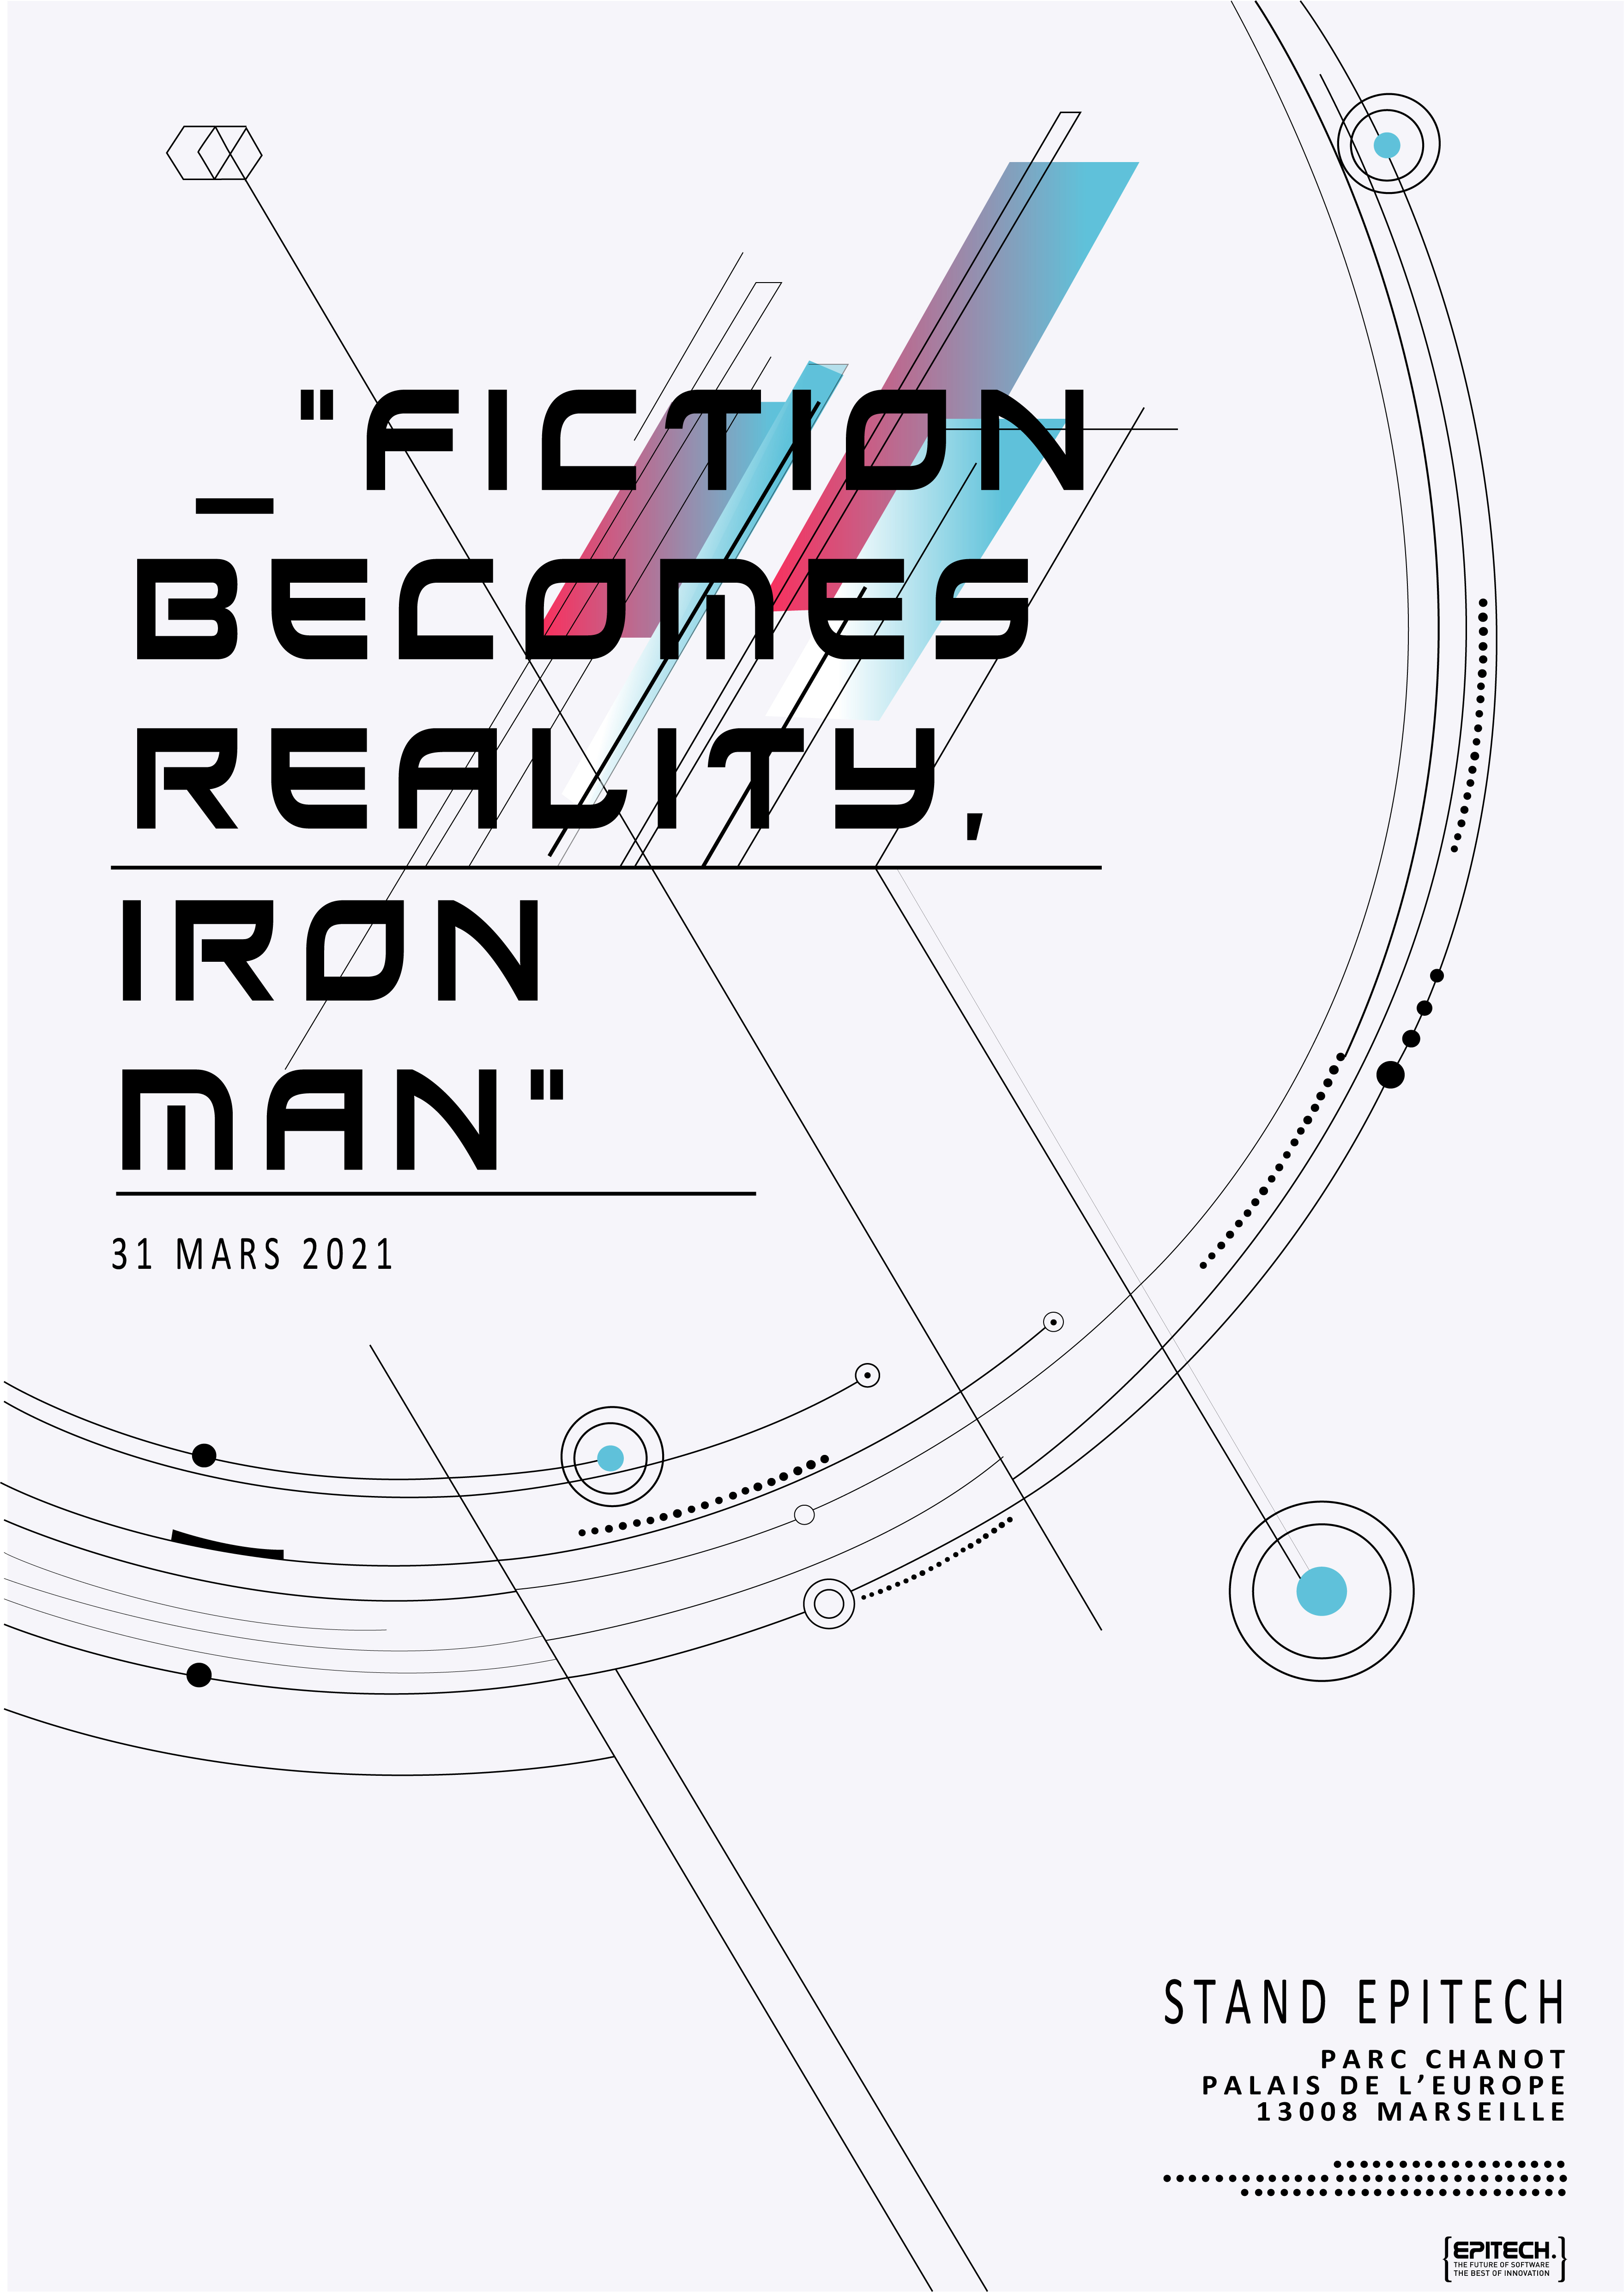 _"FICTION
BECOMES
REALITY,
IRON
MAN"
31 MARS 2021
STAND EPITECH
PARC CHANOT
PALAIS DE L'EUROPE
13008 MARSEILLE
{EPITECH.}
THE FUTURE OF SOFTWARE
THE BEST OF INNOVATION